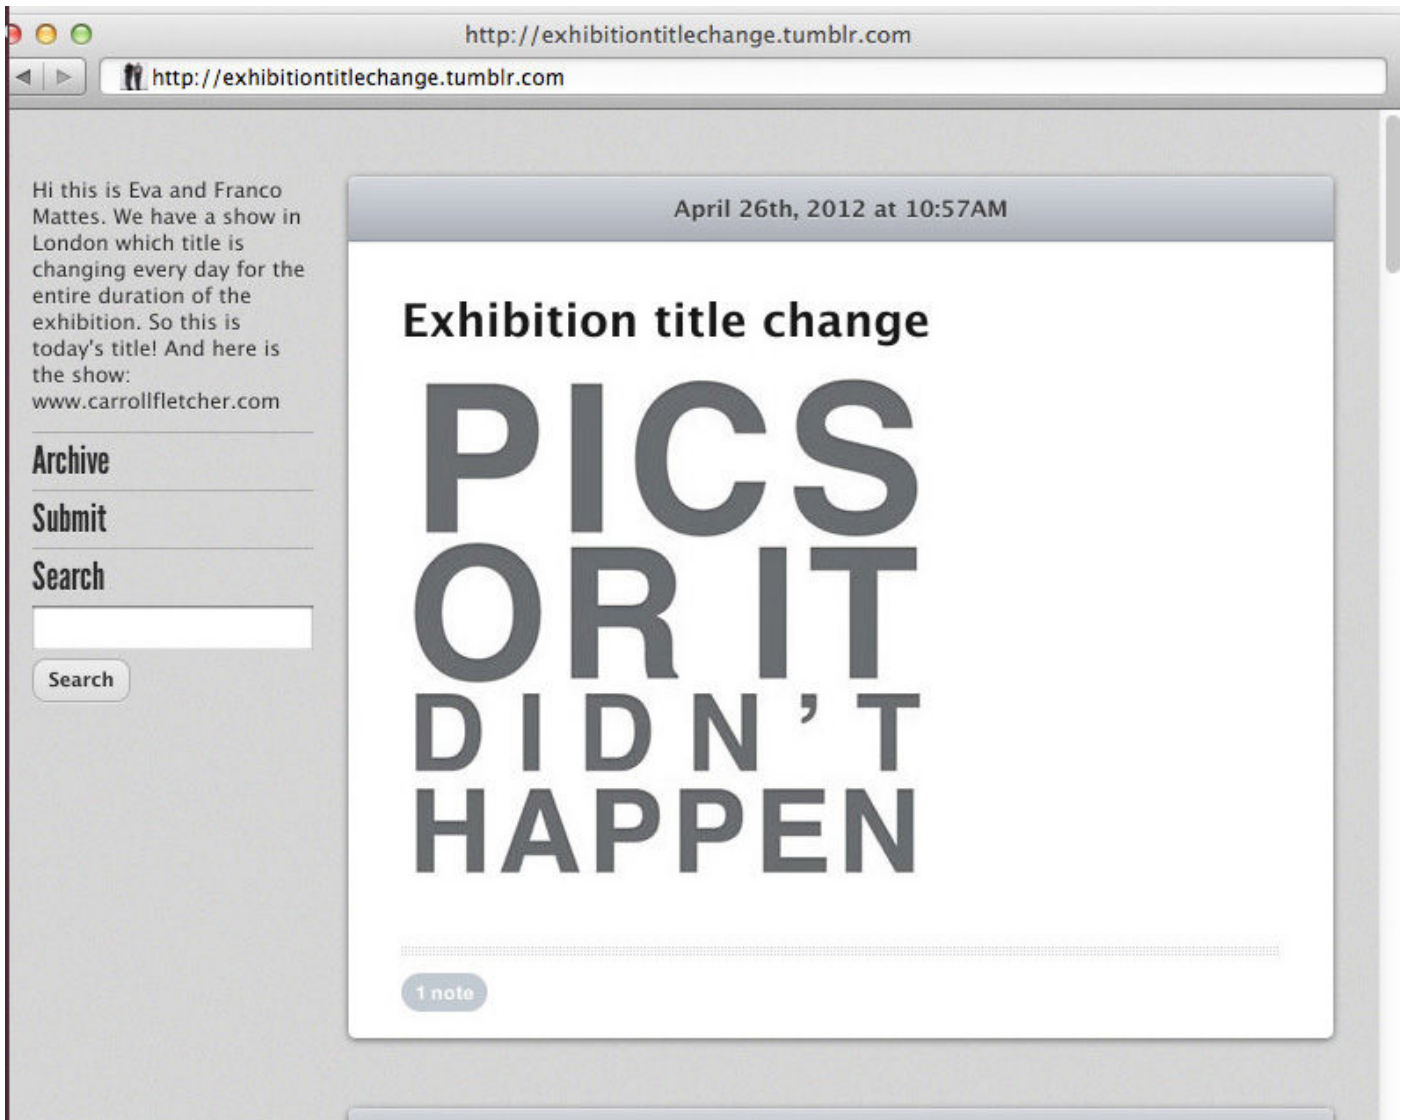 http://exhibitiontitlechange.tumblr.com
http://exhibitiontitlechange.tumblr.com
Hi this is Eva and Franco
Mattes. We have a show in
London which title is
changing every day for the
entire duration of the
exhibition. So this is
today's title! And here is
the show:
www.carrollfletcher.com
Archive
Submit
Search
Search
April 26th, 2012 at 10:57AM
Exhibition title change
PICS
OR IT
DIDN'T
HAPPEN
1 note